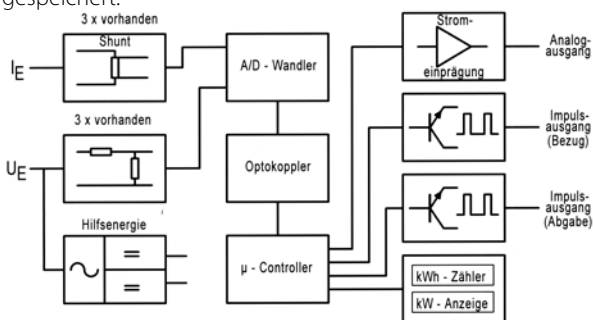 gespeichert.
3 x vorhanden
Shunt
I_E
3 x vorhanden
U_E
Hilfsenergie
A/D - Wandler
Optokoppler
µ - Controller
Strom-
einprägung
Analog-
ausgang
Impuls-
ausgang
(Bezug)
Impuls-
ausgang
(Abgabe)
kWh - Zähler
kW - Anzeige